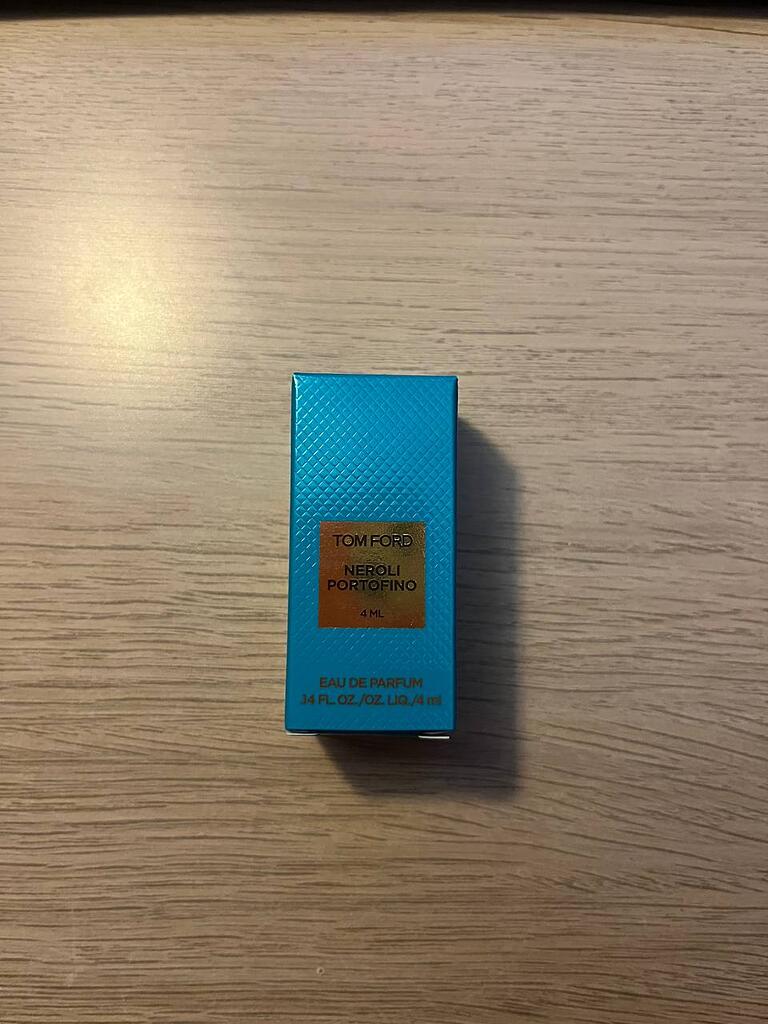 TOM FORD
NEROLI
PORTOFINO
4 ML
EAU DE PARFUM
.14 FL. OZ./OZ. LIQ./4 ml